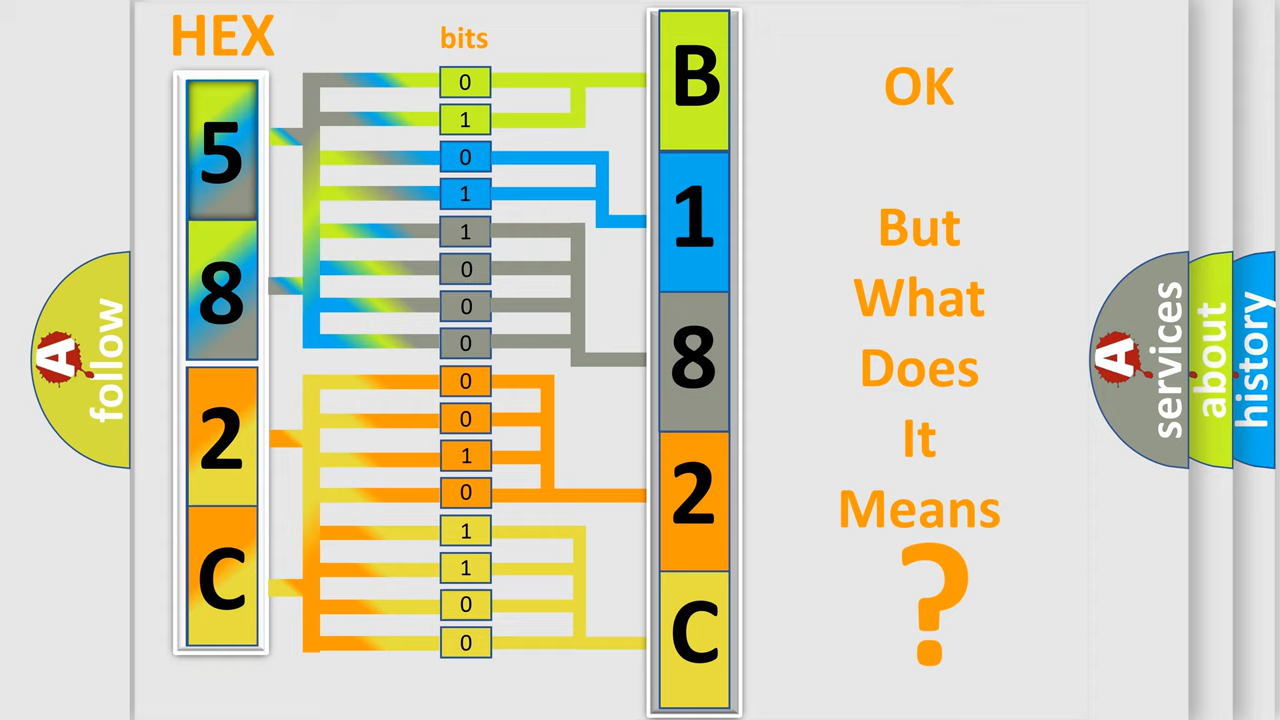 HEX
bits
5
8
2
C
0
1
0
1
1
0
0
0
0
0
1
0
1
1
0
0
B
1
8
2
C
OK
But
What
Does
It
Means
?
A
follow
A
services
about
history